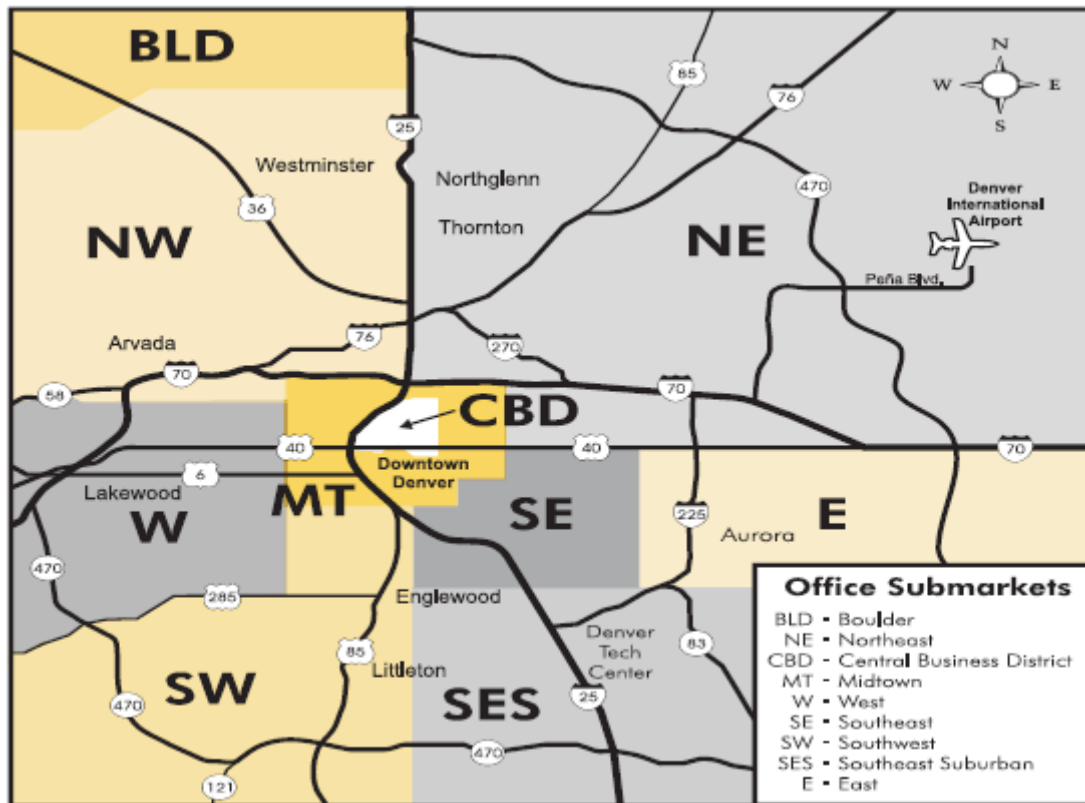 BLD
N
W E
S
85
76
25
Westminster
Northglenn
470
Denver
International
Airport
36
Thornton
NW
NE
Peña Blvd.
Arvada
76
270
70
70
58
CBD
40
40
70
Downtown
Denver
6
Lakewood
MT
W
SE
225
E
Aurora
470
285
Englewood
Denver
Tech
Center
83
85
Littleton
SW
SES
25
470
470
121
Office Submarkets
BLD - Boulder
NE - Northeast
CBD - Central Business District
MT - Midtown
W - West
SE - Southeast
SW - Southwest
SES - Southeast Suburban
E - East